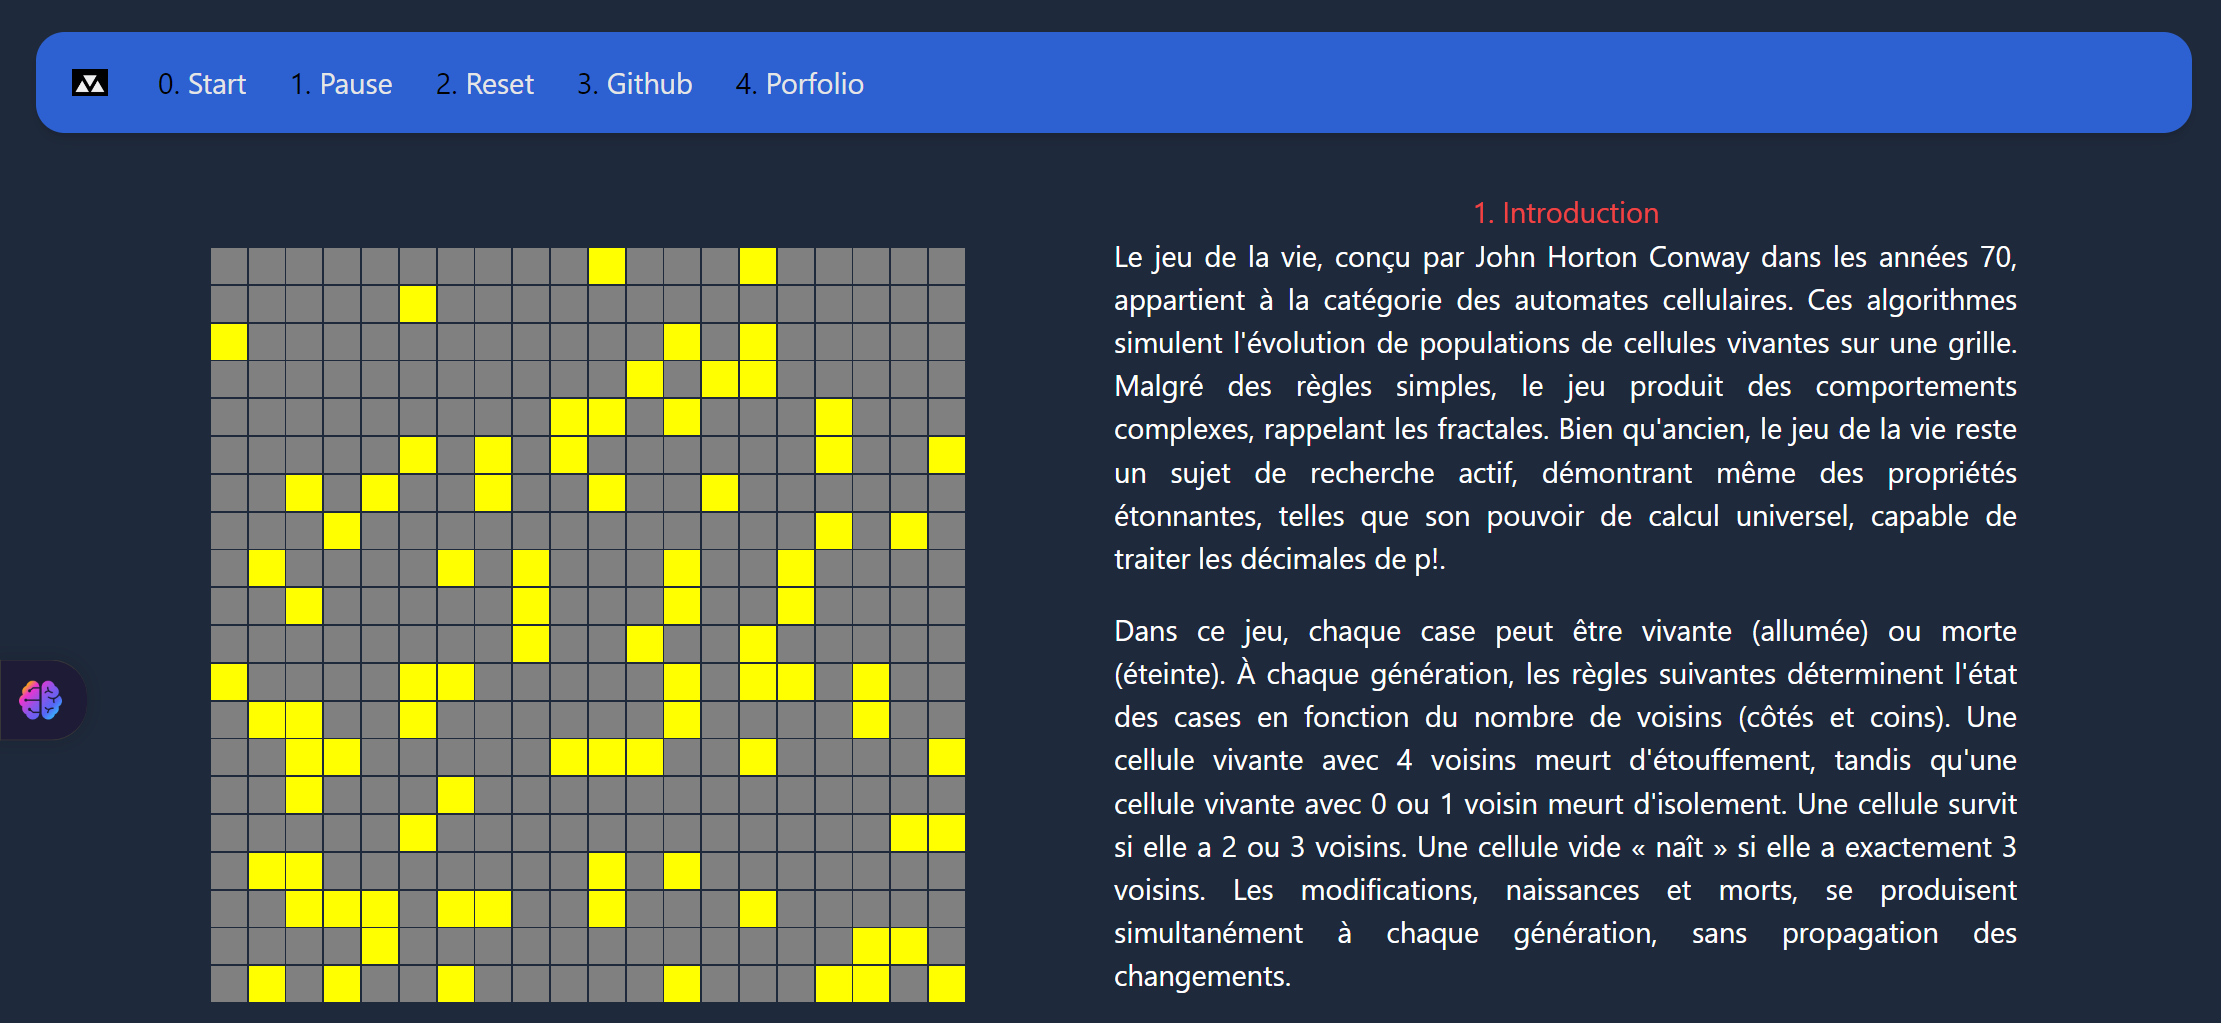 0. Start 1. Pause 2. Reset 3. Github 4. Porfolio
1. Introduction
Le jeu de la vie, conçu par John Horton Conway dans les années 70,
appartient à la catégorie des automates cellulaires. Ces algorithmes
simulent l'évolution de populations de cellules vivantes sur une grille.
Malgré des règles simples, le jeu produit des comportements
complexes, rappelant les fractales. Bien qu'ancien, le jeu de la vie reste
un sujet de recherche actif, démontrant même des propriétés
étonnantes, telles que son pouvoir de calcul universel, capable de
traiter les décimales de p!.
Dans ce jeu, chaque case peut être vivante (allumée) ou morte
(éteinte). À chaque génération, les règles suivantes déterminent l'état
des cases en fonction du nombre de voisins (côtés et coins). Une
cellule vivante avec 4 voisins meurt d'étouffement, tandis qu'une
cellule vivante avec 0 ou 1 voisin meurt d'isolement. Une cellule survit
si elle a 2 ou 3 voisins. Une cellule vide « naît » si elle a exactement 3
voisins. Les modifications, naissances et morts, se produisent
simultanément à chaque génération, sans propagation des
changements.